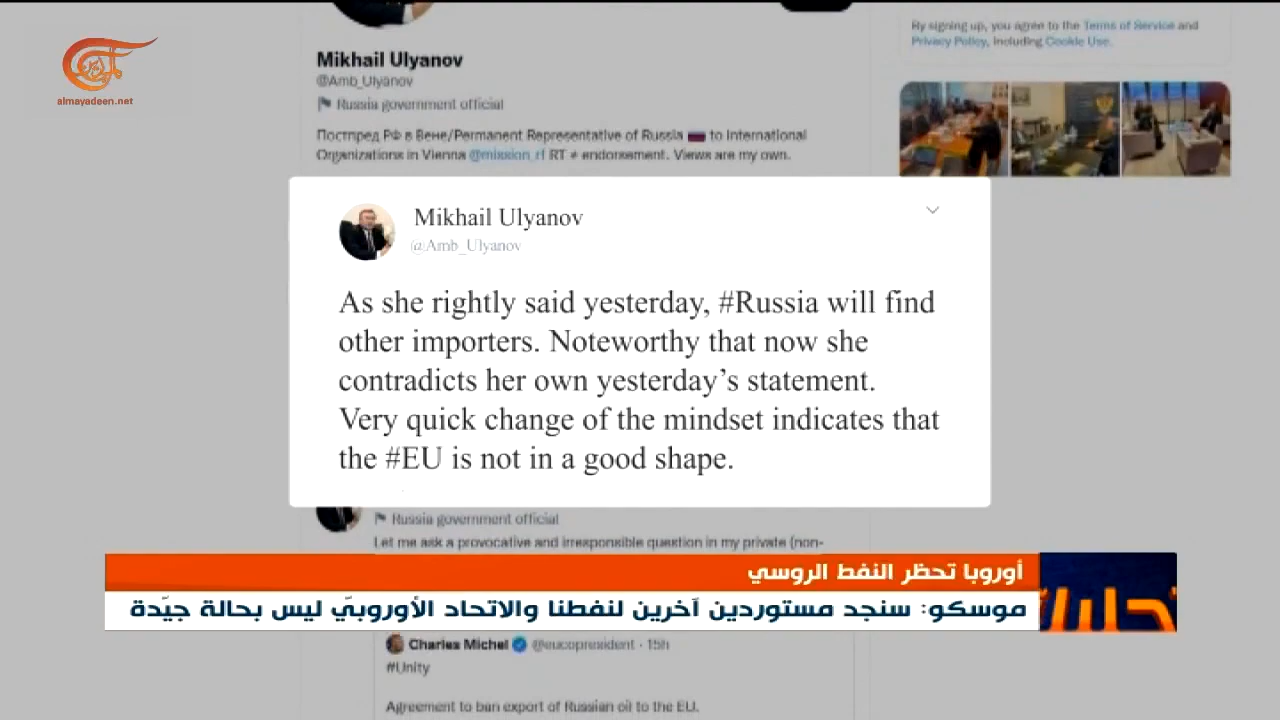 almayadeen.net
Mikhail Ulyanov
@Amb_Ulyanov
Russia government official
Постпред РФ в Вене/Permanent Representative of Russia to International
Organizations in Vienna @mission_rf RT ≠ endorsement. Views are my own.
By signing up, you agree to the Terms of Service and
Privacy Policy, including Cookie Use.
Mikhail Ulyanov
@Amb_Ulyanov
As she rightly said yesterday, #Russia will find
other importers. Noteworthy that now she
contradicts her own yesterday's statement.
Very quick change of the mindset indicates that
the #EU is not in a good shape.
Russia government official
Let me ask a provocative and irresponsible question in my private (non-
أوروبا تحظر النفط الروسي
موسكو: سنجد مستوردين آخرين لنفطنا والاتحاد الأوروبيّ ليس بحالة جيّدة
Charles Michel @eucopresident · 15h
#Unity
Agreement to ban export of Russian oil to the EU.